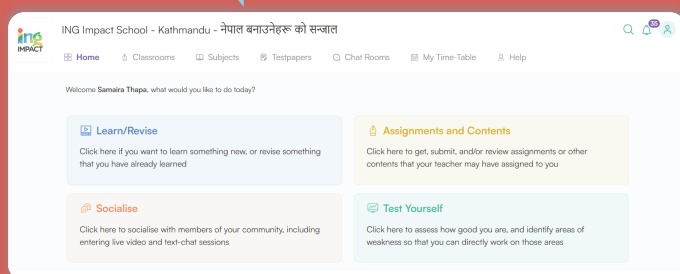 ing
IMPACT
ING Impact School - Kathmandu - नेपाल बनाउनेहरू को सन्जाल
35
Home Classrooms Subjects Testpapers Chat Rooms My Time-Table Help
Welcome Samaira Thapa, what would you like to do today?
Learn/Revise
Click here if you want to learn something new, or revise something
that you have already learned
Assignments and Contents
Click here to get, submit, and/or review assignments or other
contents that your teacher may have assigned to you
Socialise
Click here to socialise with members of your community, including
entering live video and text-chat sessions
Test Yourself
Click here to assess how good you are, and identify areas of
weakness so that you can directly work on those areas